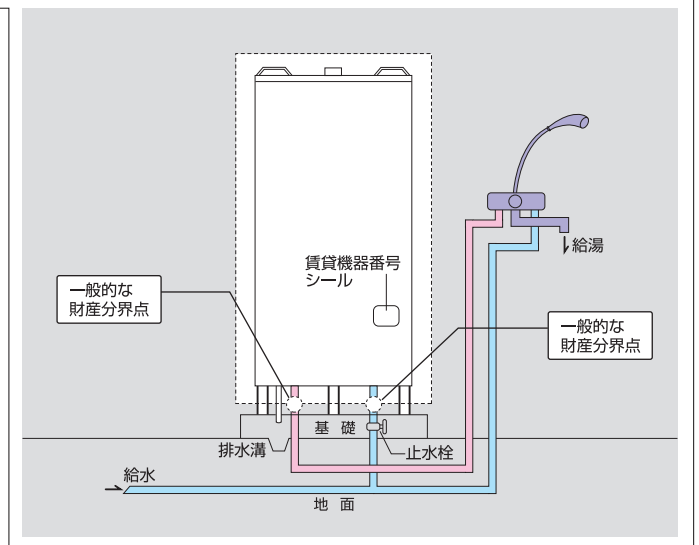 給湯
賃貸機器番号
シール
一般的な
財産分界点
一般的な
財産分界点
基 礎
排水溝
止水栓
給水
地 面